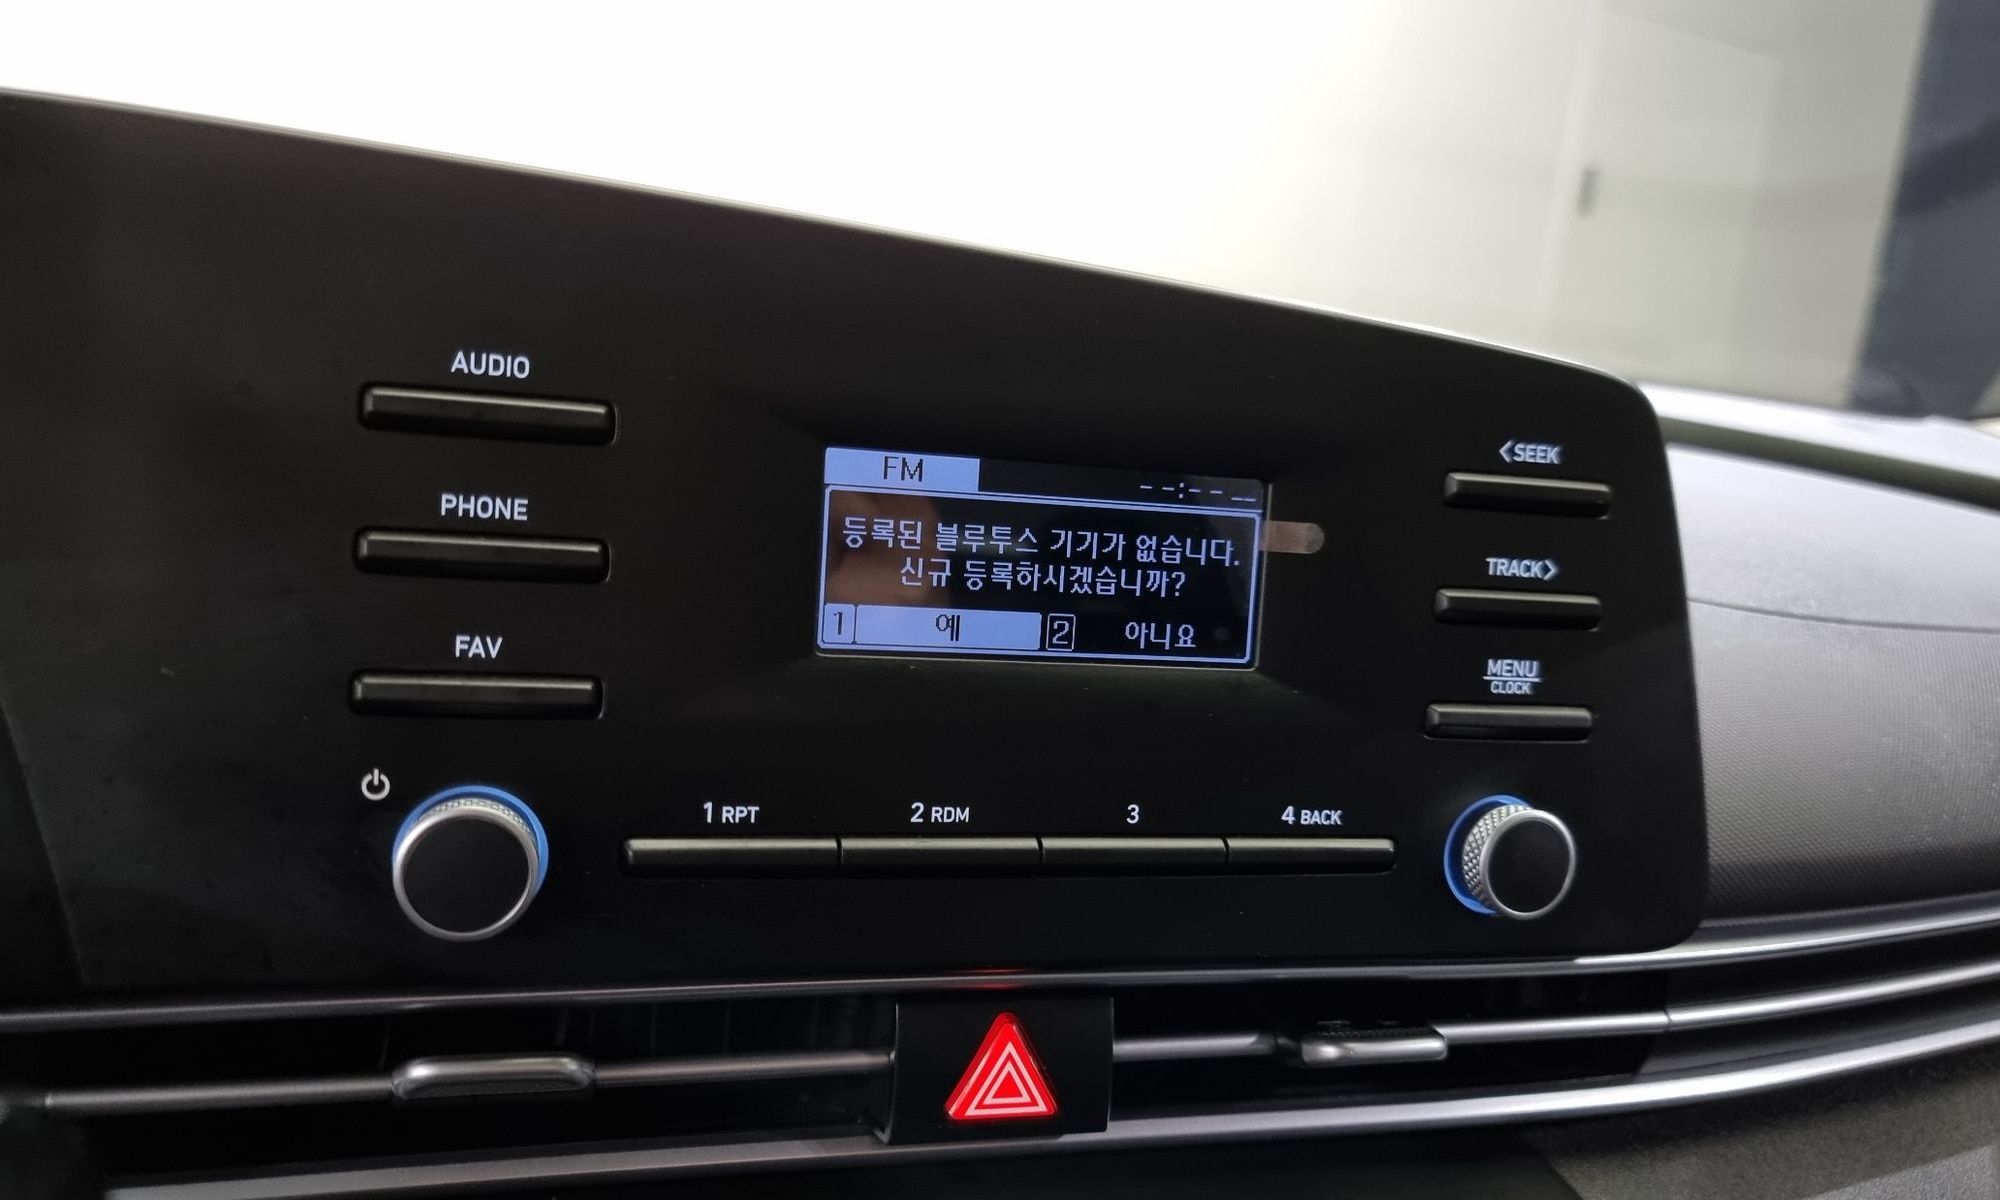 AUDIO
PHONE
FAV
FM
--:-- --
등록된 블루투스 기기가 없습니다.
신규 등록하시겠습니까?
1 예 2 아니요
<SEEK
TRACK>
MENU
CLOCK
1 RPT
2 RDM
3
4 BACK